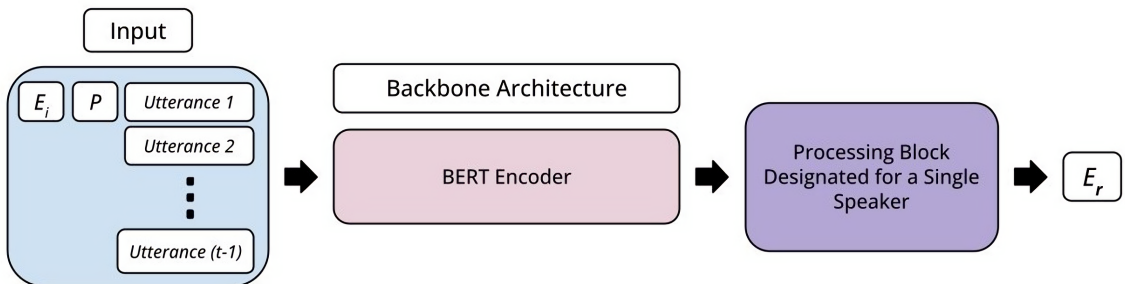 Input
E_i P Utterance 1
Utterance 2
Utterance (t-1)
Backbone Architecture
BERT Encoder
Processing Block
Designated for a Single
Speaker
E_r